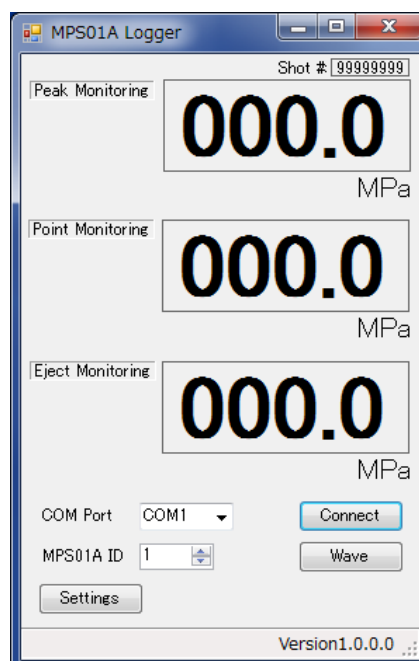 MPS01A Logger
Shot # 99999999
Peak Monitoring
000.0
MPa
Point Monitoring
000.0
MPa
Eject Monitoring
000.0
MPa
COM Port COM1 Connect
MPS01A ID 1 Wave
Settings
Version1.0.0.0